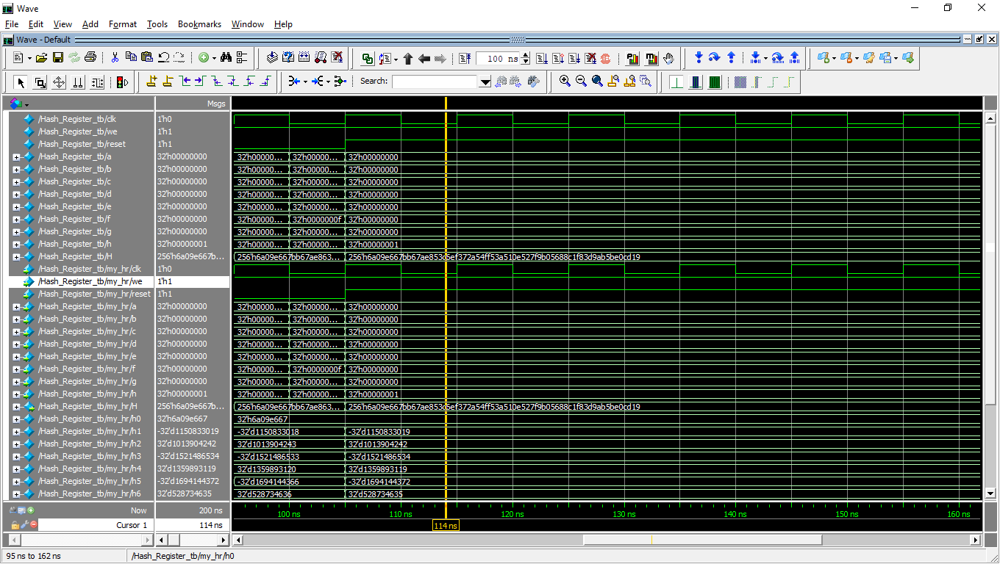 Wave
File Edit View Add Format Tools Bookmarks Window Help
Wave - Default
100 ns
Search:
Msgs
/Hash_Register_tb/clk 1'h0
/Hash_Register_tb/we 1'h1
/Hash_Register_tb/reset 1'h1
/Hash_Register_tb/a 32'h00000000 32'h00000... 32'h00000... 32'h00000000
/Hash_Register_tb/b 32'h00000000 32'h00000... 32'h00000... 32'h00000000
/Hash_Register_tb/c 32'h00000000 32'h00000... 32'h00000... 32'h00000000
/Hash_Register_tb/d 32'h00000000 32'h00000... 32'h00000... 32'h00000000
/Hash_Register_tb/e 32'h00000000 32'h00000... 32'h00000... 32'h00000000
/Hash_Register_tb/f 32'h00000000 32'h00000... 32'h0000000f 32'h00000000
/Hash_Register_tb/g 32'h00000000 32'h00000... 32'h00000... 32'h00000000
/Hash_Register_tb/h 32'h00000001 32'h00000... 32'h00000... 32'h00000001
/Hash_Register_tb/H 256'h6a09e667b... 256'h6a09e667bb67ae863... 256'h6a09e667bb67ae853c6ef372a54ff53a510e527f9b05688c1f83d9ab5be0cd19
/Hash_Register_tb/my_hr/clk 1'h0
/Hash_Register_tb/my_hr/we 1'h1
/Hash_Register_tb/my_hr/reset 1'h1
/Hash_Register_tb/my_hr/a 32'h00000000 32'h00000... 32'h00000... 32'h00000000
/Hash_Register_tb/my_hr/b 32'h00000000 32'h00000... 32'h00000... 32'h00000000
/Hash_Register_tb/my_hr/c 32'h00000000 32'h00000... 32'h00000... 32'h00000000
/Hash_Register_tb/my_hr/d 32'h00000000 32'h00000... 32'h00000... 32'h00000000
/Hash_Register_tb/my_hr/e 32'h00000000 32'h00000... 32'h00000... 32'h00000000
/Hash_Register_tb/my_hr/f 32'h00000000 32'h00000... 32'h0000000f 32'h00000000
/Hash_Register_tb/my_hr/g 32'h00000000 32'h00000... 32'h00000... 32'h00000000
/Hash_Register_tb/my_hr/h 32'h00000001 32'h00000... 32'h00000... 32'h00000001
/Hash_Register_tb/my_hr/H 256'h6a09e667b... 256'h6a09e667bb67ae863... 256'h6a09e667bb67ae853c6ef372a54ff53a510e527f9b05688c1f83d9ab5be0cd19
/Hash_Register_tb/my_hr/h0 32'h6a09e667 32'h6a09e667
/Hash_Register_tb/my_hr/h1 -32'd1150833019 -32'd1150833018 -32'd1150833019
/Hash_Register_tb/my_hr/h2 32'd1013904242 32'd1013904243 32'd1013904242
/Hash_Register_tb/my_hr/h3 -32'd1521486534 -32'd1521486533 -32'd1521486534
/Hash_Register_tb/my_hr/h4 32'd1359893119 32'd1359893120 32'd1359893119
/Hash_Register_tb/my_hr/h5 -32'd1694144372 -32'd1694144366 -32'd1694144372
/Hash_Register_tb/my_hr/h6 32'd528734635 32'd528734636 32'd528734635
Now 200 ns 100 ns 110 ns 120 ns 130 ns 140 ns 150 ns 160 ns
Cursor 1 114 ns 114 ns
95 ns to 162 ns /Hash_Register_tb/my_hr/h0